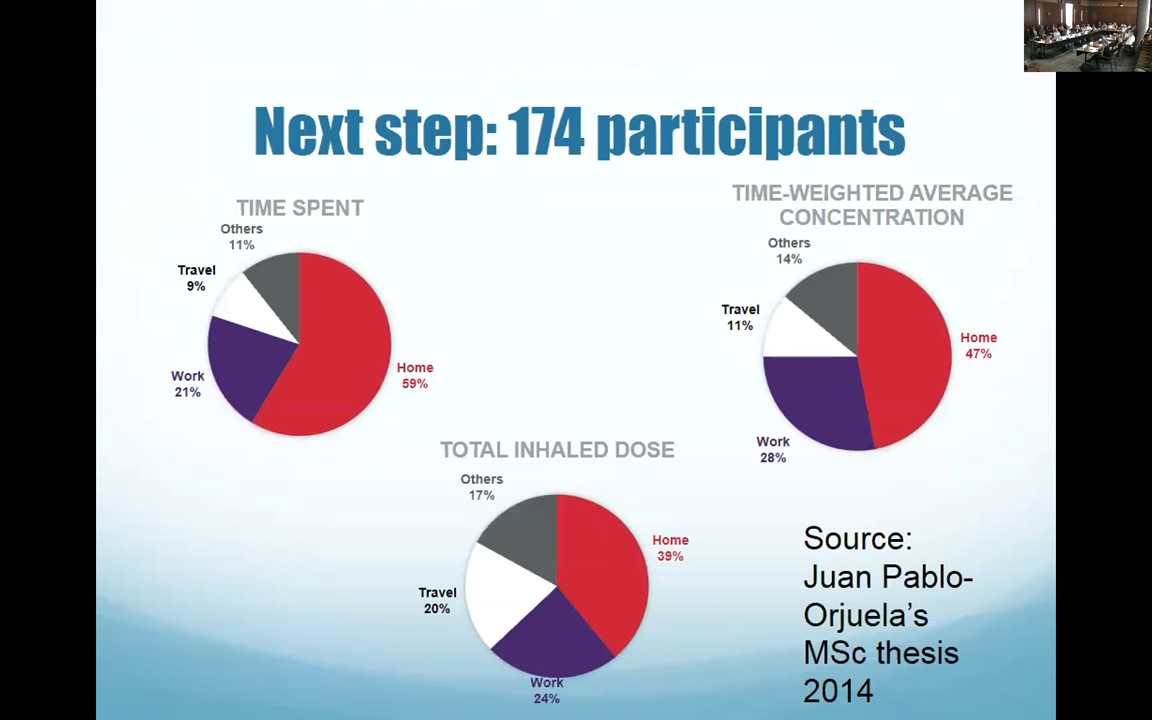 Next step: 174 participants
TIME SPENT
Others
11%
Travel
9%
Work
21%
Home
59%
TIME-WEIGHTED AVERAGE
CONCENTRATION
Others
14%
Travel
11%
Home
47%
Work
28%
TOTAL INHALED DOSE
Others
17%
Home
39%
Travel
20%
Work
24%
Source:
Juan Pablo-
Orjuela’s
MSc thesis
2014